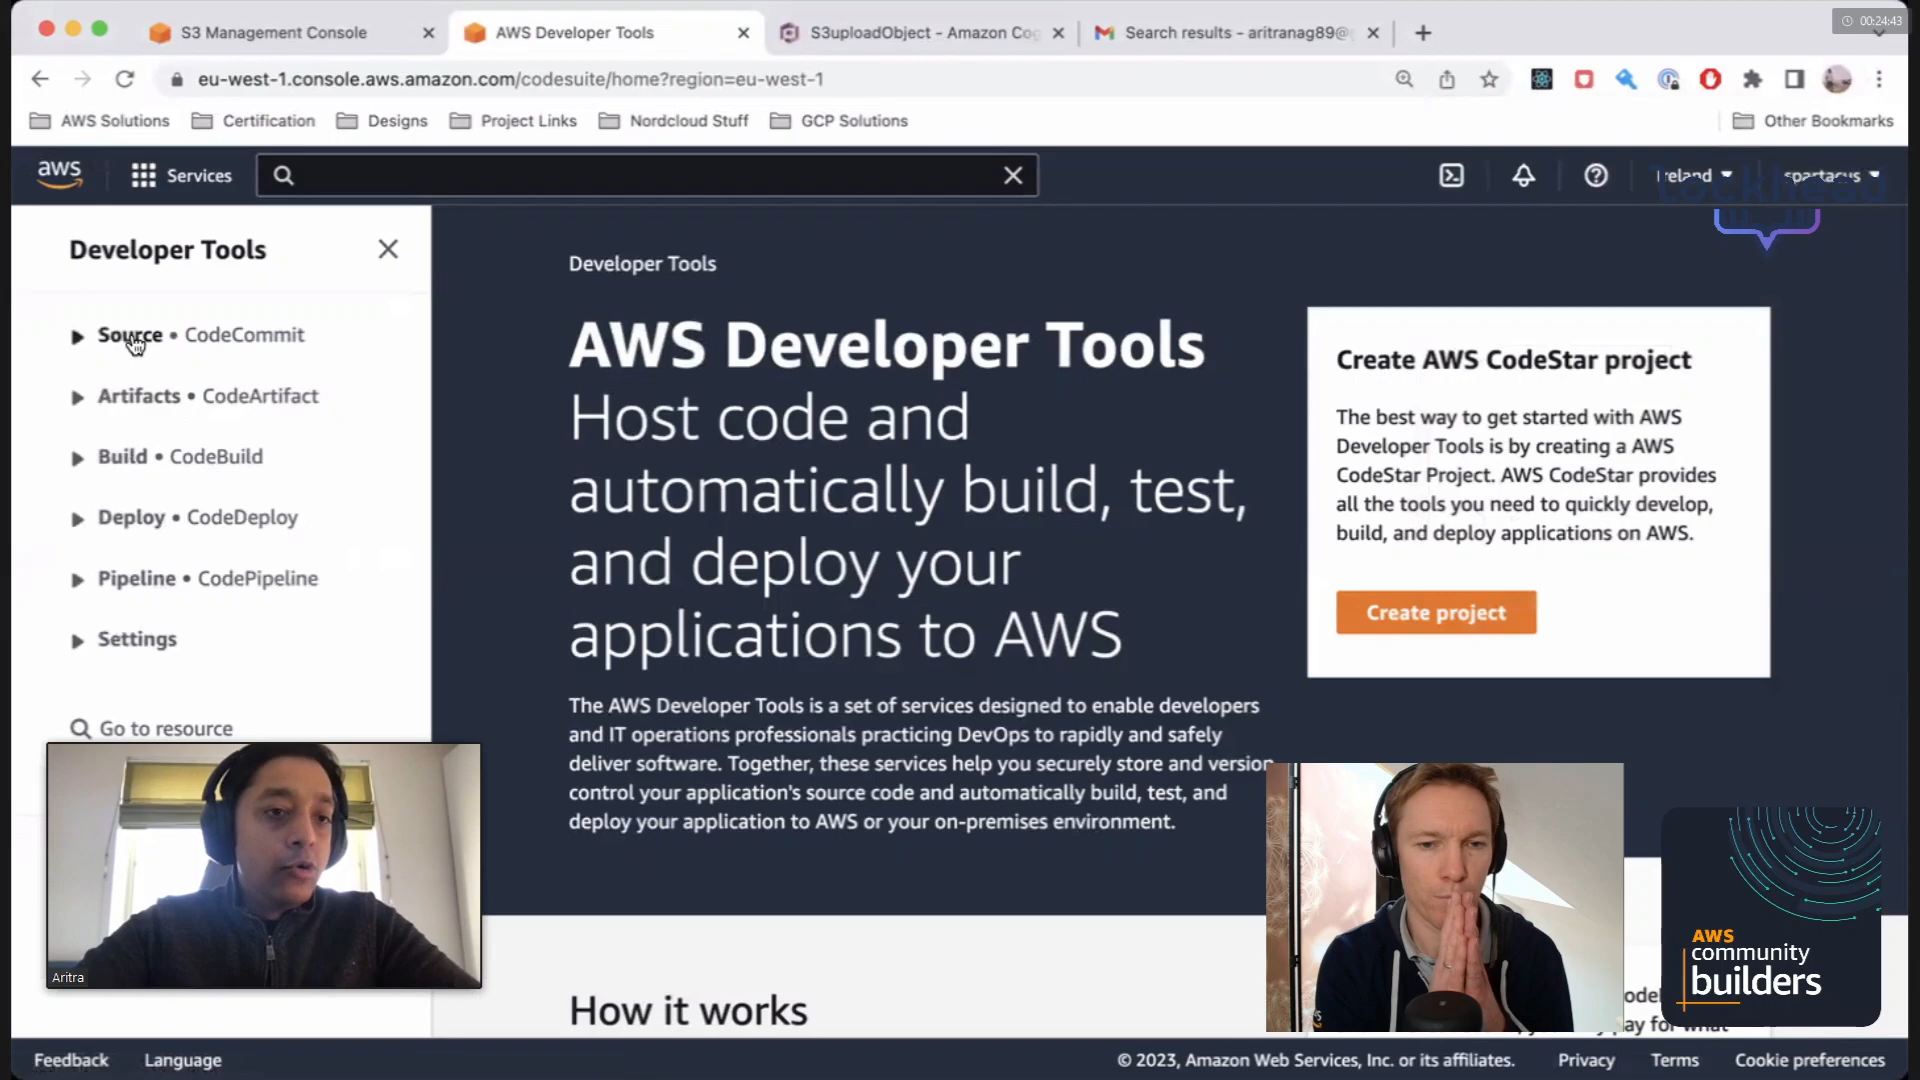 00:24:43
S3 Management Console
AWS Developer Tools
S3uploadObject - Amazon Cog
Search results - aritranag89@
eu-west-1.console.aws.amazon.com/codesuite/home?region=eu-west-1
AWS Solutions
Certification
Designs
Project Links
Nordcloud Stuff
GCP Solutions
Other Bookmarks
aws
Services
Ireland
spartacus
Developer Tools
Source • CodeCommit
Artifacts • CodeArtifact
Build • CodeBuild
Deploy • CodeDeploy
Pipeline • CodePipeline
Settings
Go to resource
Developer Tools
AWS Developer Tools
Host code and
automatically build, test,
and deploy your
applications to AWS
The AWS Developer Tools is a set of services designed to enable developers
and IT operations professionals practicing DevOps to rapidly and safely
deliver software. Together, these services help you securely store and version
control your application's source code and automatically build, test, and
deploy your application to AWS or your on-premises environment.
Create AWS CodeStar project
The best way to get started with AWS
Developer Tools is by creating a AWS
CodeStar Project. AWS CodeStar provides
all the tools you need to quickly develop,
build, and deploy applications on AWS.
Create project
How it works
pay for what
Aritra
AWS
community
builders
Feedback
Language
© 2023, Amazon Web Services, Inc. or its affiliates.
Privacy
Terms
Cookie preferences